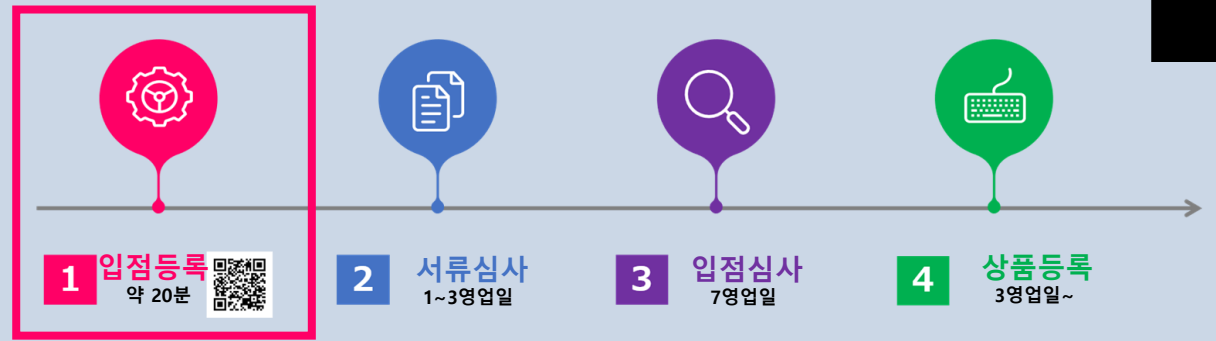 1 입점등록
약 20분
2 서류심사
1~3영업일
3 입점심사
7영업일
4 상품등록
3영업일~